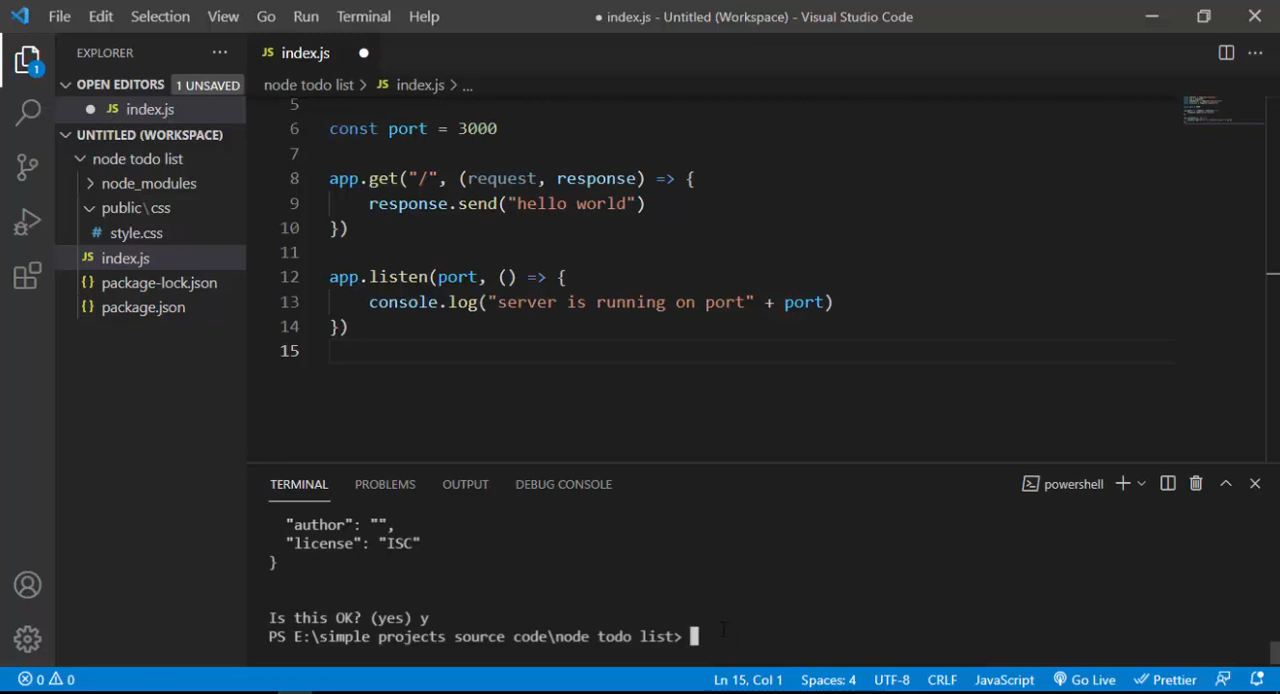 File Edit Selection View Go Run Terminal Help ● index.js - Untitled (Workspace) - Visual Studio Code
EXPLORER ···
JS index.js ●
OPEN EDITORS 1 UNSAVED
● JS index.js
UNTITLED (WORKSPACE)
node todo list
node_modules
public\css
# style.css
JS index.js
{} package-lock.json
{} package.json
1
node todo list > JS index.js > ...
5
6 const port = 3000
7
8 app.get("/", (request, response) => {
9 response.send("hello world")
10 })
11
12 app.listen(port, () => {
13 console.log("server is running on port" + port)
14 })
15
TERMINAL PROBLEMS OUTPUT DEBUG CONSOLE powershell
"author": "",
"license": "ISC"
}
Is this OK? (yes) y
PS E:\simple projects source code\node todo list>
0 0 Ln 15, Col 1 Spaces: 4 UTF-8 CRLF JavaScript Go Live Prettier